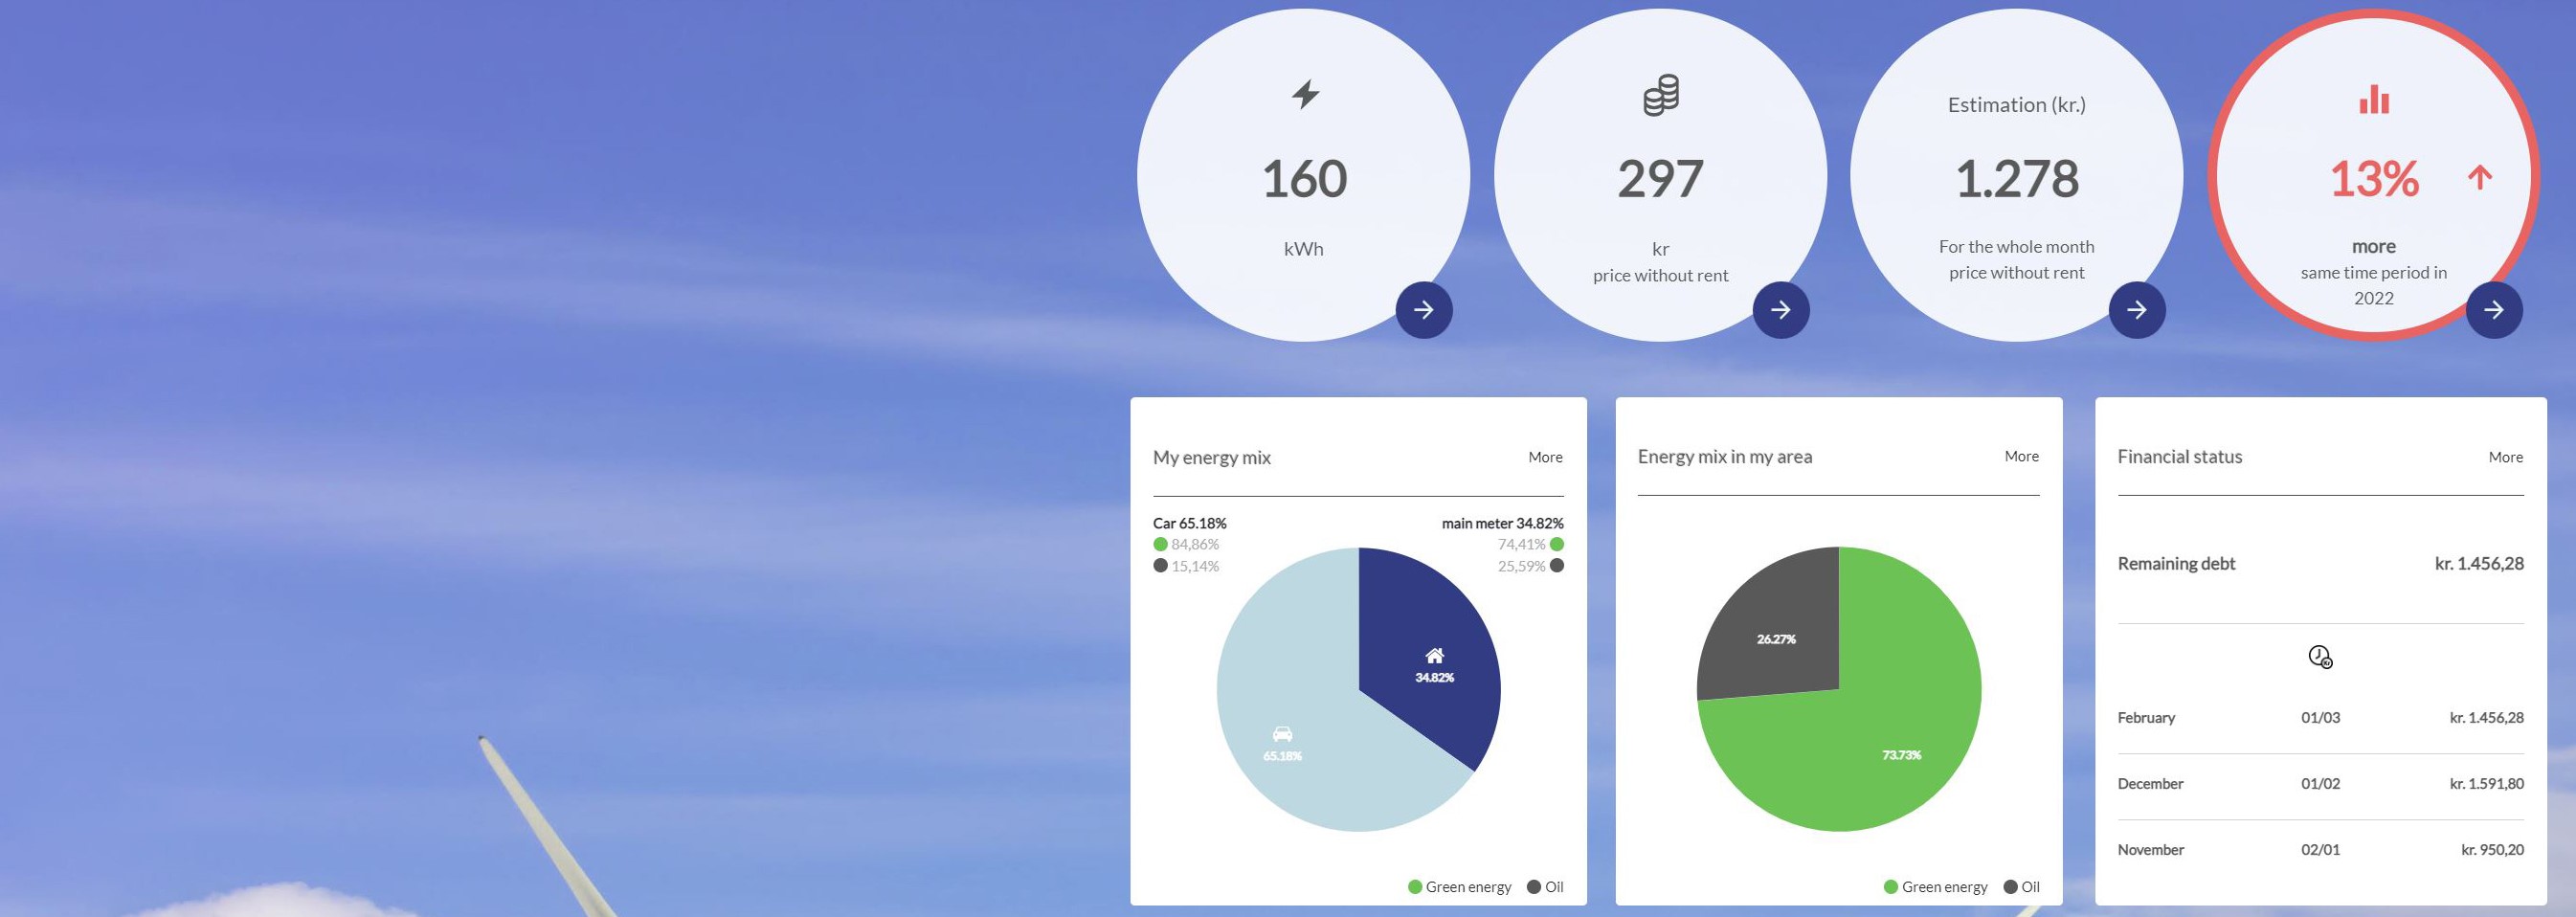 160
kWh
297
kr
price without rent
Estimation (kr.)
1.278
For the whole month
price without rent
13%
more
same time period in
2022
My energy mix More
Car 65.18%
84,86%
15,14%
main meter 34.82%
74,41%
25,59%
34.82%
65.18%
Green energy Oil
Energy mix in my area More
26.27%
73.73%
Green energy Oil
Financial status More
Remaining debt kr. 1.456,28
February 01/03 kr. 1.456,28
December 01/02 kr. 1.591,80
November 02/01 kr. 950,20